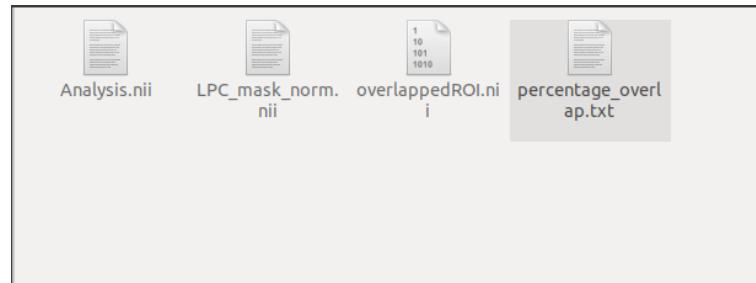 1
10
101
1010
Analysis.nii
LPC_mask_norm.
nii
overlappedROI.ni
i
percentage_overl
ap.txt